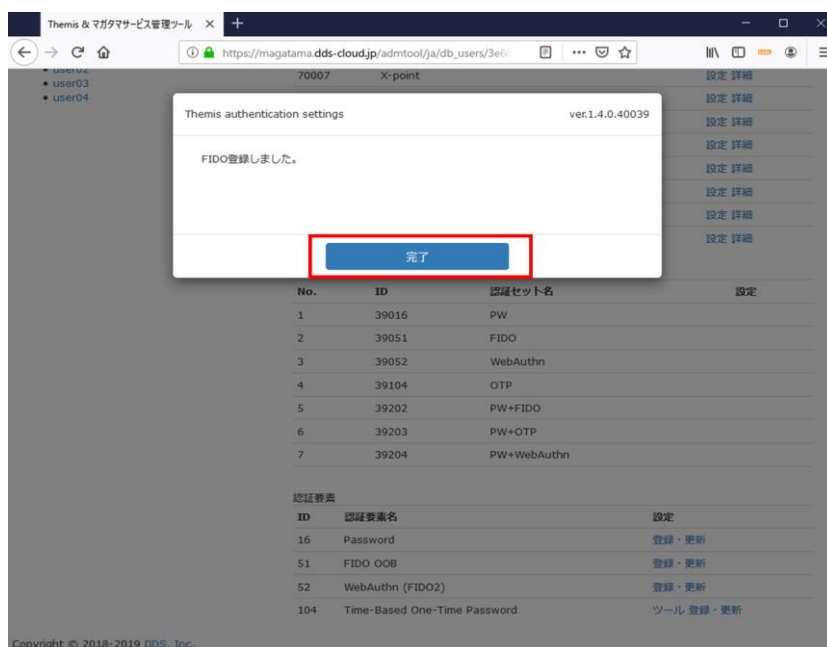 Themis & マガタマサービス管理ツール
https://magatama.dds-cloud.jp/admtool/ja/db_users/3e6
user02
user03
user04
70007 X-point 設定 詳細
設定 詳細
設定 詳細
設定 詳細
設定 詳細
設定 詳細
設定 詳細
設定 詳細
Themis authentication settings ver.1.4.0.40039
FIDO登録しました。
完了
No. ID 認証セット名 設定
1 39016 PW
2 39051 FIDO
3 39052 WebAuthn
4 39104 OTP
5 39202 PW+FIDO
6 39203 PW+OTP
7 39204 PW+WebAuthn
認証要素
ID 認証要素名 設定
16 Password 登録・更新
51 FIDO OOB 登録・更新
52 WebAuthn (FIDO2) 登録・更新
104 Time-Based One-Time Password ツール 登録・更新
Copyright © 2018-2019 DDS, Inc.